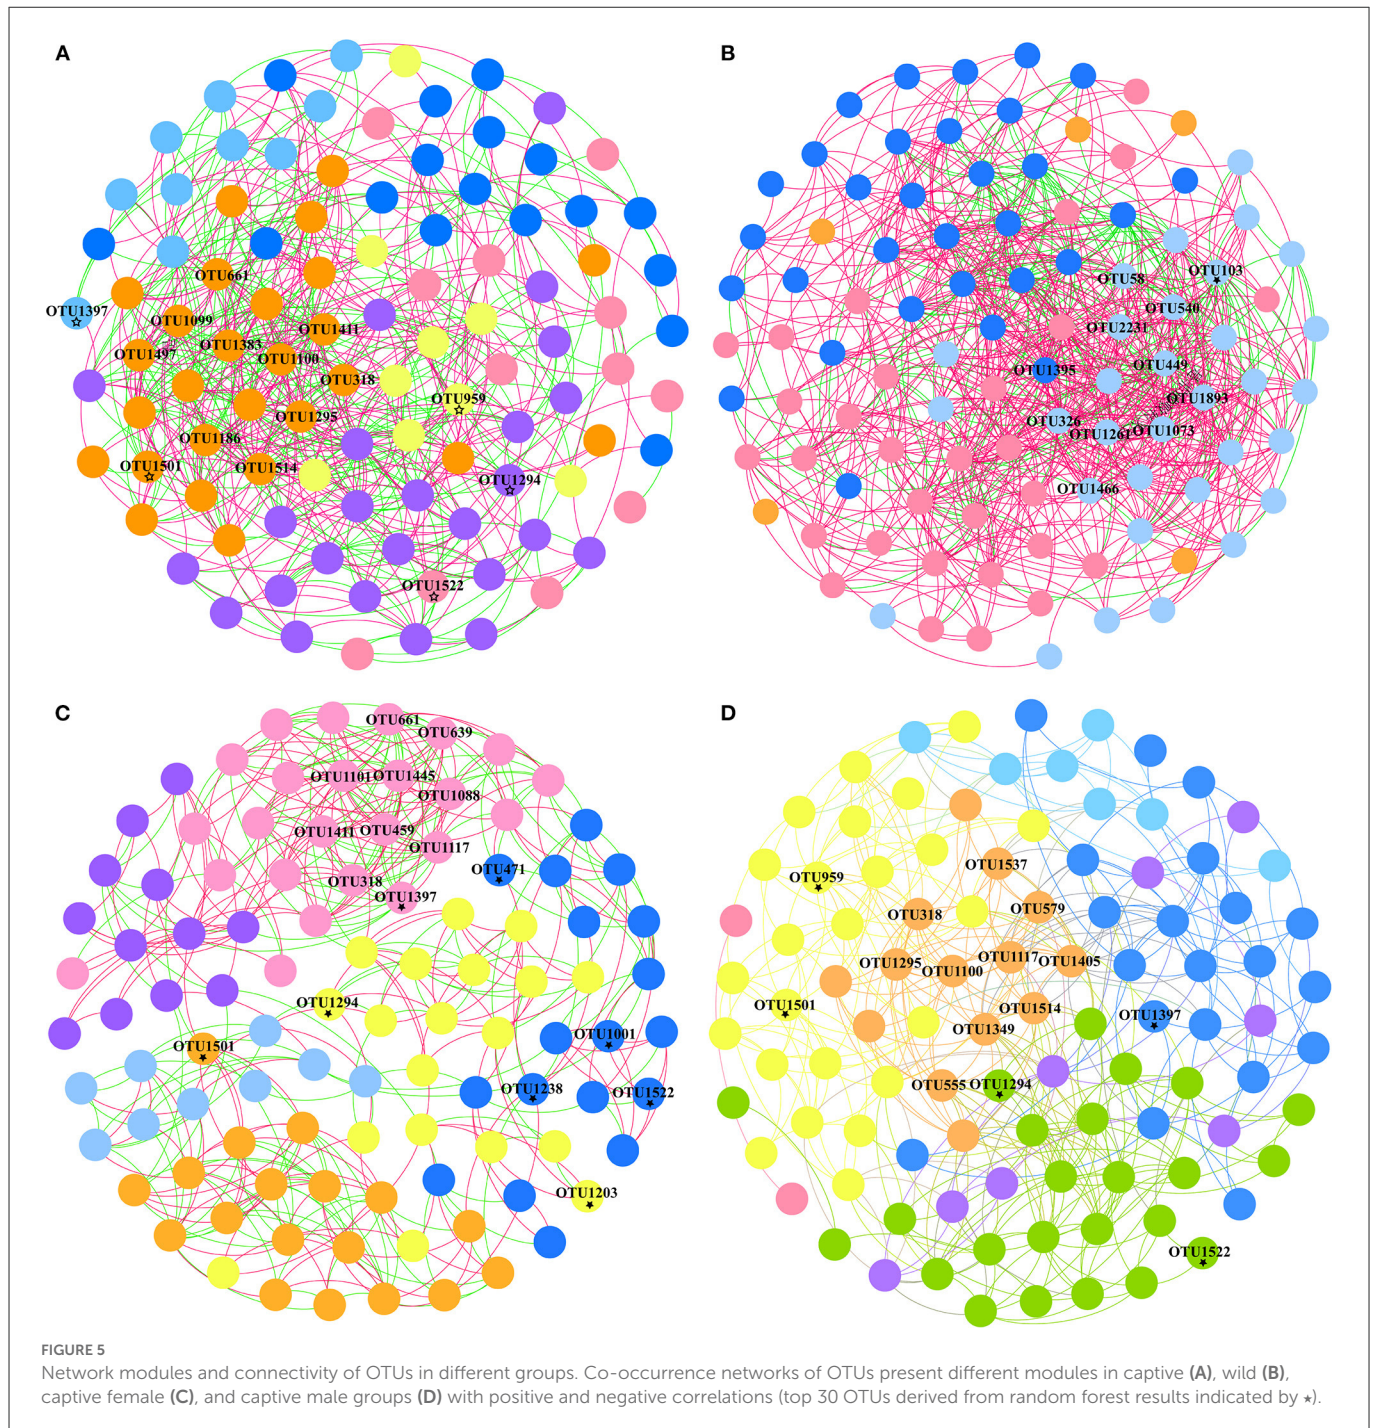 A
OTU661
OTU1397
☆
OTU1099
OTU1411
OTU1383
OTU1497
OTU1100
OTU318
OTU959
☆
OTU1295
OTU1186
OTU1501
☆
OTU1514
OTU1294
☆
OTU1522
☆
B
OTU103
★
OTU58
OTU540
OTU2231
OTU449
OTU1395
OTU1893
OTU326
OTU1261
OTU1073
OTU1466
C
OTU661
OTU639
OTU1101
OTU1445
OTU1088
OTU1411
OTU459
OTU1117
OTU471
★
OTU318
OTU1397
★
OTU1294
★
OTU1001
★
OTU1501
★
OTU1238
★
OTU1522
★
OTU1203
★
D
OTU1537
OTU959
★
OTU579
OTU318
OTU1117
OTU1405
OTU1295
OTU1100
OTU1501
★
OTU1514
OTU1397
★
OTU1349
OTU555
OTU1294
★
OTU1522
★
FIGURE 5
Network modules and connectivity of OTUs in different groups. Co-occurrence networks of OTUs present different modules in captive (A), wild (B),
captive female (C), and captive male groups (D) with positive and negative correlations (top 30 OTUs derived from random forest results indicated by ★).